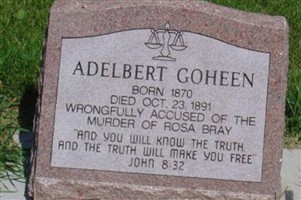 ADELBERT GOHEEN
BORN 1870
DIED OCT. 23, 1891
WRONGFULLY ACCUSED OF THE
MURDER OF ROSA BRAY
"AND YOU WILL KNOW THE TRUTH,
AND THE TRUTH WILL MAKE YOU FREE"
JOHN 8:32